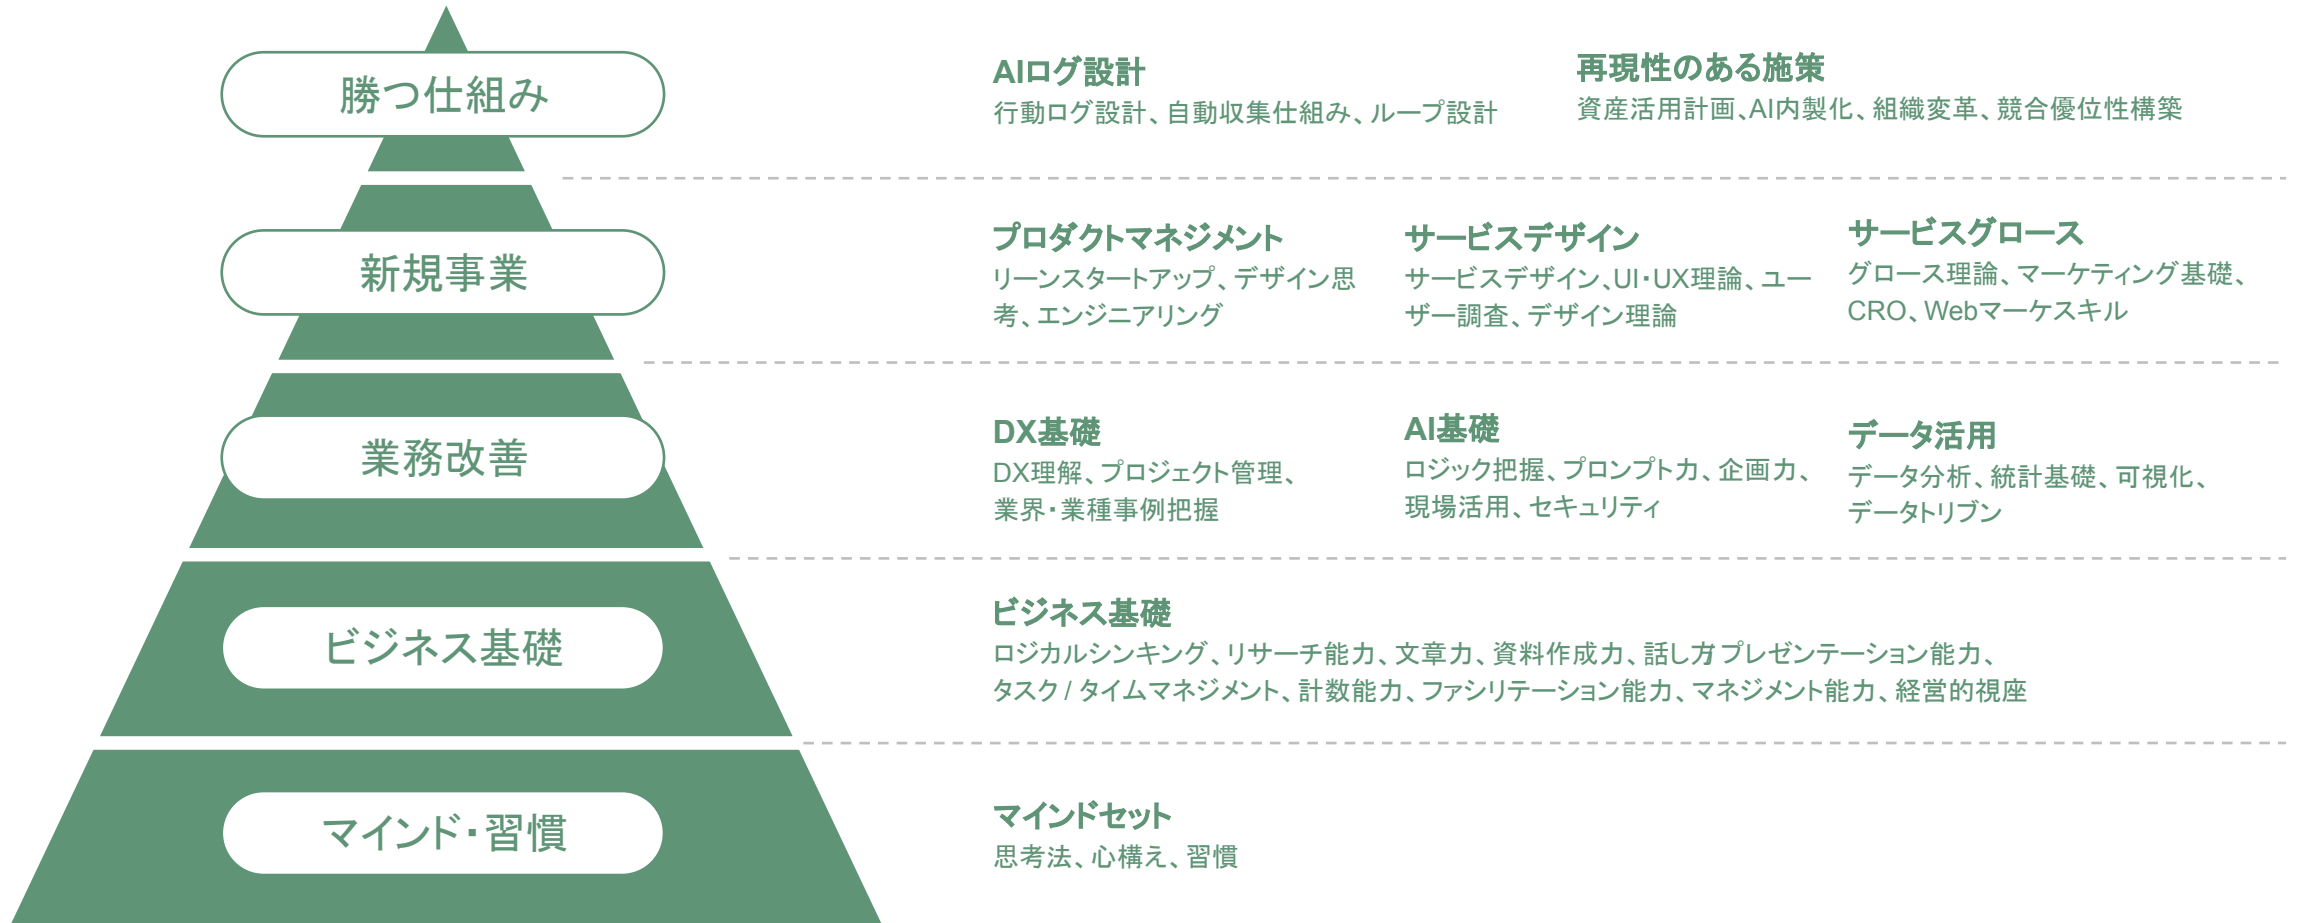 勝つ仕組み
AIログ設計
行動ログ設計、自動収集仕組み、ループ設計
再現性のある施策
資産活用計画、AI内製化、組織変革、競合優位性構築
新規事業
プロダクトマネジメント
リーンスタートアップ、デザイン思
考、エンジニアリング
サービスデザイン
サービスデザイン、UI・UX理論、ユー
ザー調査、デザイン理論
サービスグロース
グロース理論、マーケティング基礎、
CRO、Webマーケスキル
業務改善
DX基礎
DX理解、プロジェクト管理、
業界・業種事例把握
AI基礎
ロジック把握、プロンプト力、企画力、
現場活用、セキュリティ
データ活用
データ分析、統計基礎、可視化、
データトリブン
ビジネス基礎
ビジネス基礎
ロジカルシンキング、リサーチ能力、文章力、資料作成力、話し方プレゼンテーション能力、
タスク / タイムマネジメント、計数能力、ファシリテーション能力、マネジメント能力、経営的視座
マインド・習慣
マインドセット
思考法、心構え、習慣